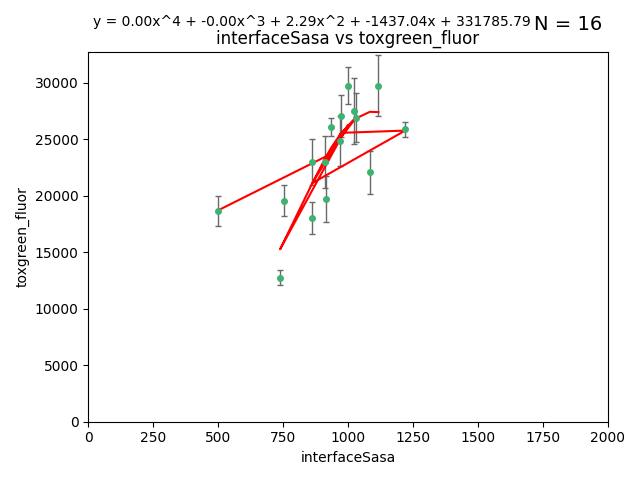 y = 0.00x^4 + -0.00x^3 + 2.29x^2 + -1437.04x + 331785.79 N = 16
interfaceSasa vs toxgreen_fluor
30000
25000
20000
15000
10000
5000
0
toxgreen_fluor
0 250 500 750 1000 1250 1500 1750 2000
interfaceSasa